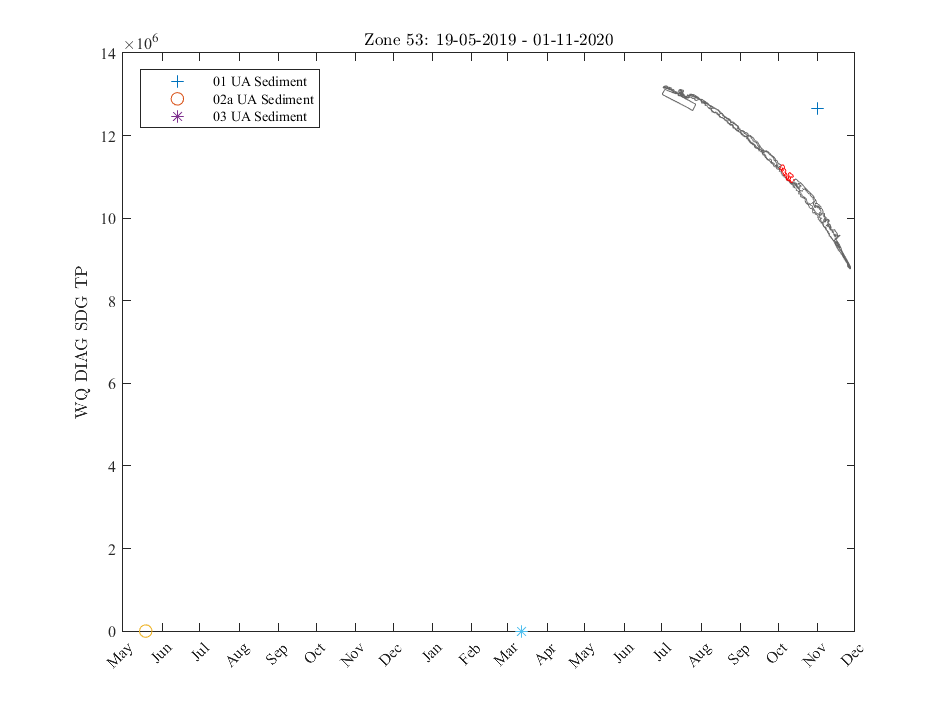 Zone 53: 19-05-2019 - 01-11-2020
×10⁶
14
12
10
8
6
4
2
0
WQ DIAG SDG TP
01 UA Sediment
02a UA Sediment
03 UA Sediment
May Jun Jul Aug Sep Oct Nov Dec Jan Feb Mar Apr May Jun Jul Aug Sep Oct Nov Dec